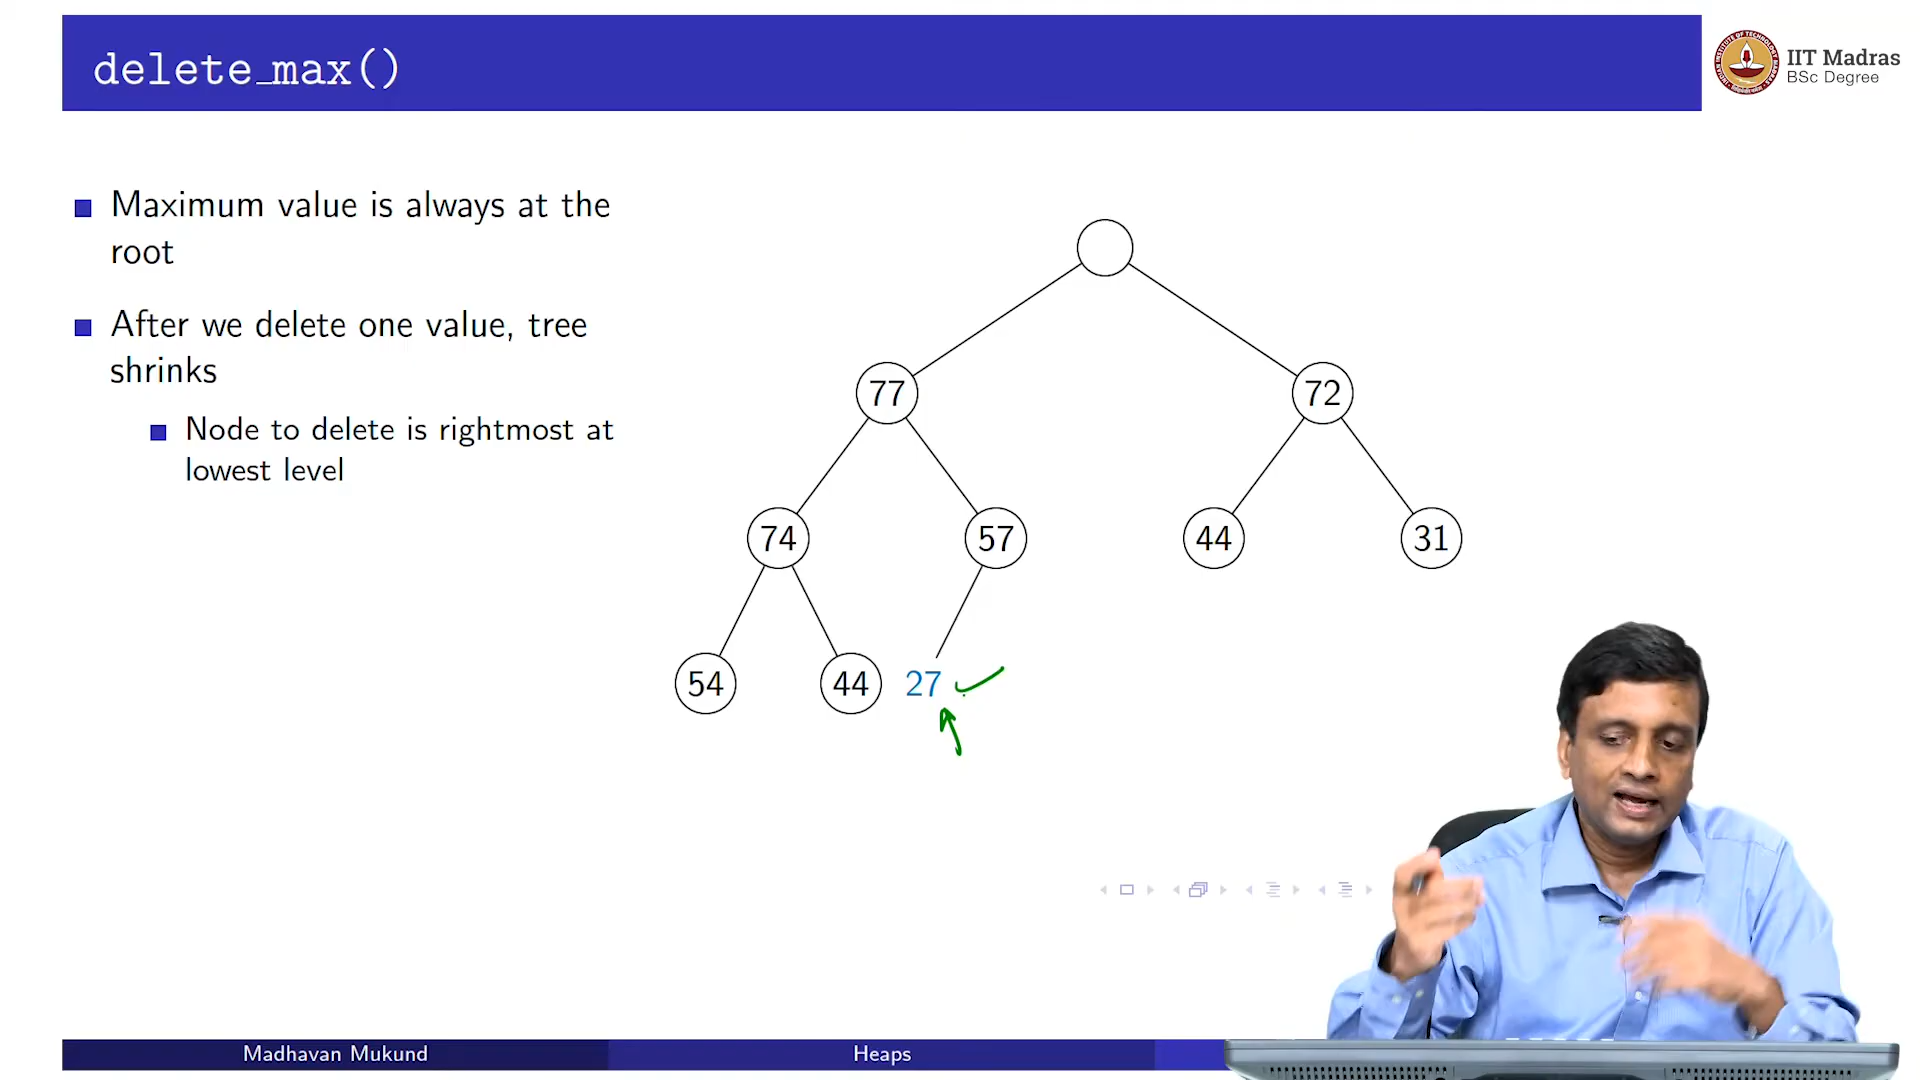 delete_max()
IIT Madras
BSc Degree
Maximum value is always at the
root
After we delete one value, tree
shrinks
Node to delete is rightmost at
lowest level
77
72
74
57
44
31
54
44
27
Madhavan Mukund
Heaps